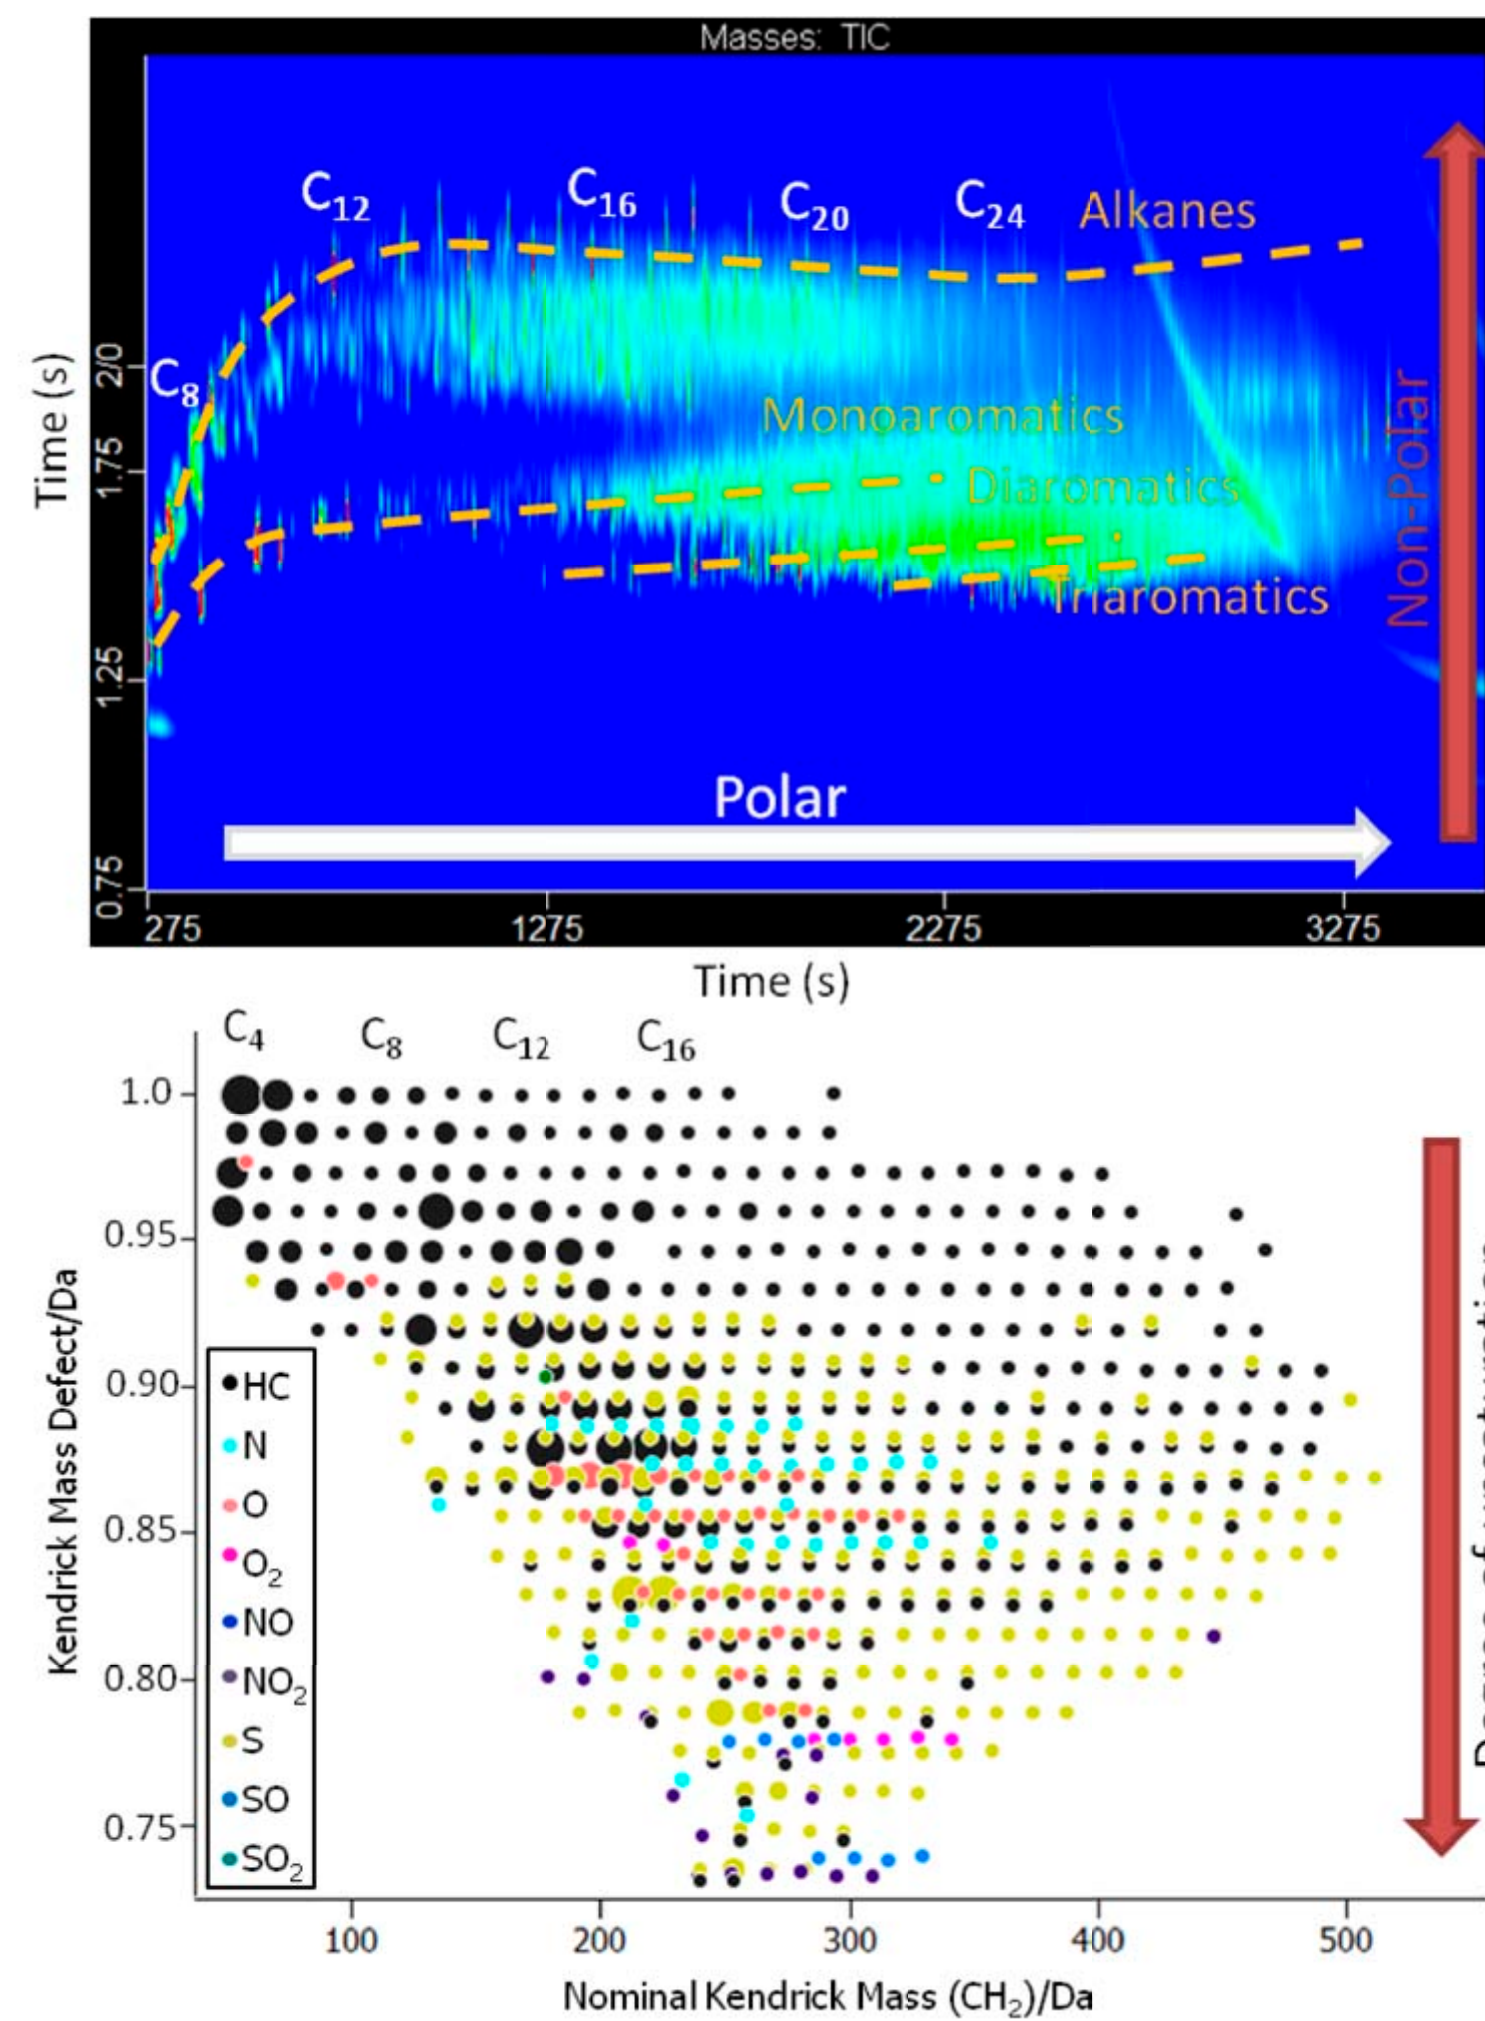 Masses: TIC
C12
C16
C20
C24
Alkanes
C8
Monoaromatics
Diaromatics
Triaromatics
Non-Polar
Polar
Time (s)
2/0
1.75
1.25
0.75
275
1275
2275
3275
Time (s)
C4
C8
C12
C16
1.0
0.95
0.90
0.85
0.80
0.75
Kendrick Mass Defect/Da
HC
N
O
O2
NO
NO2
S
SO
SO2
100
200
300
400
500
Nominal Kendrick Mass (CH2)/Da